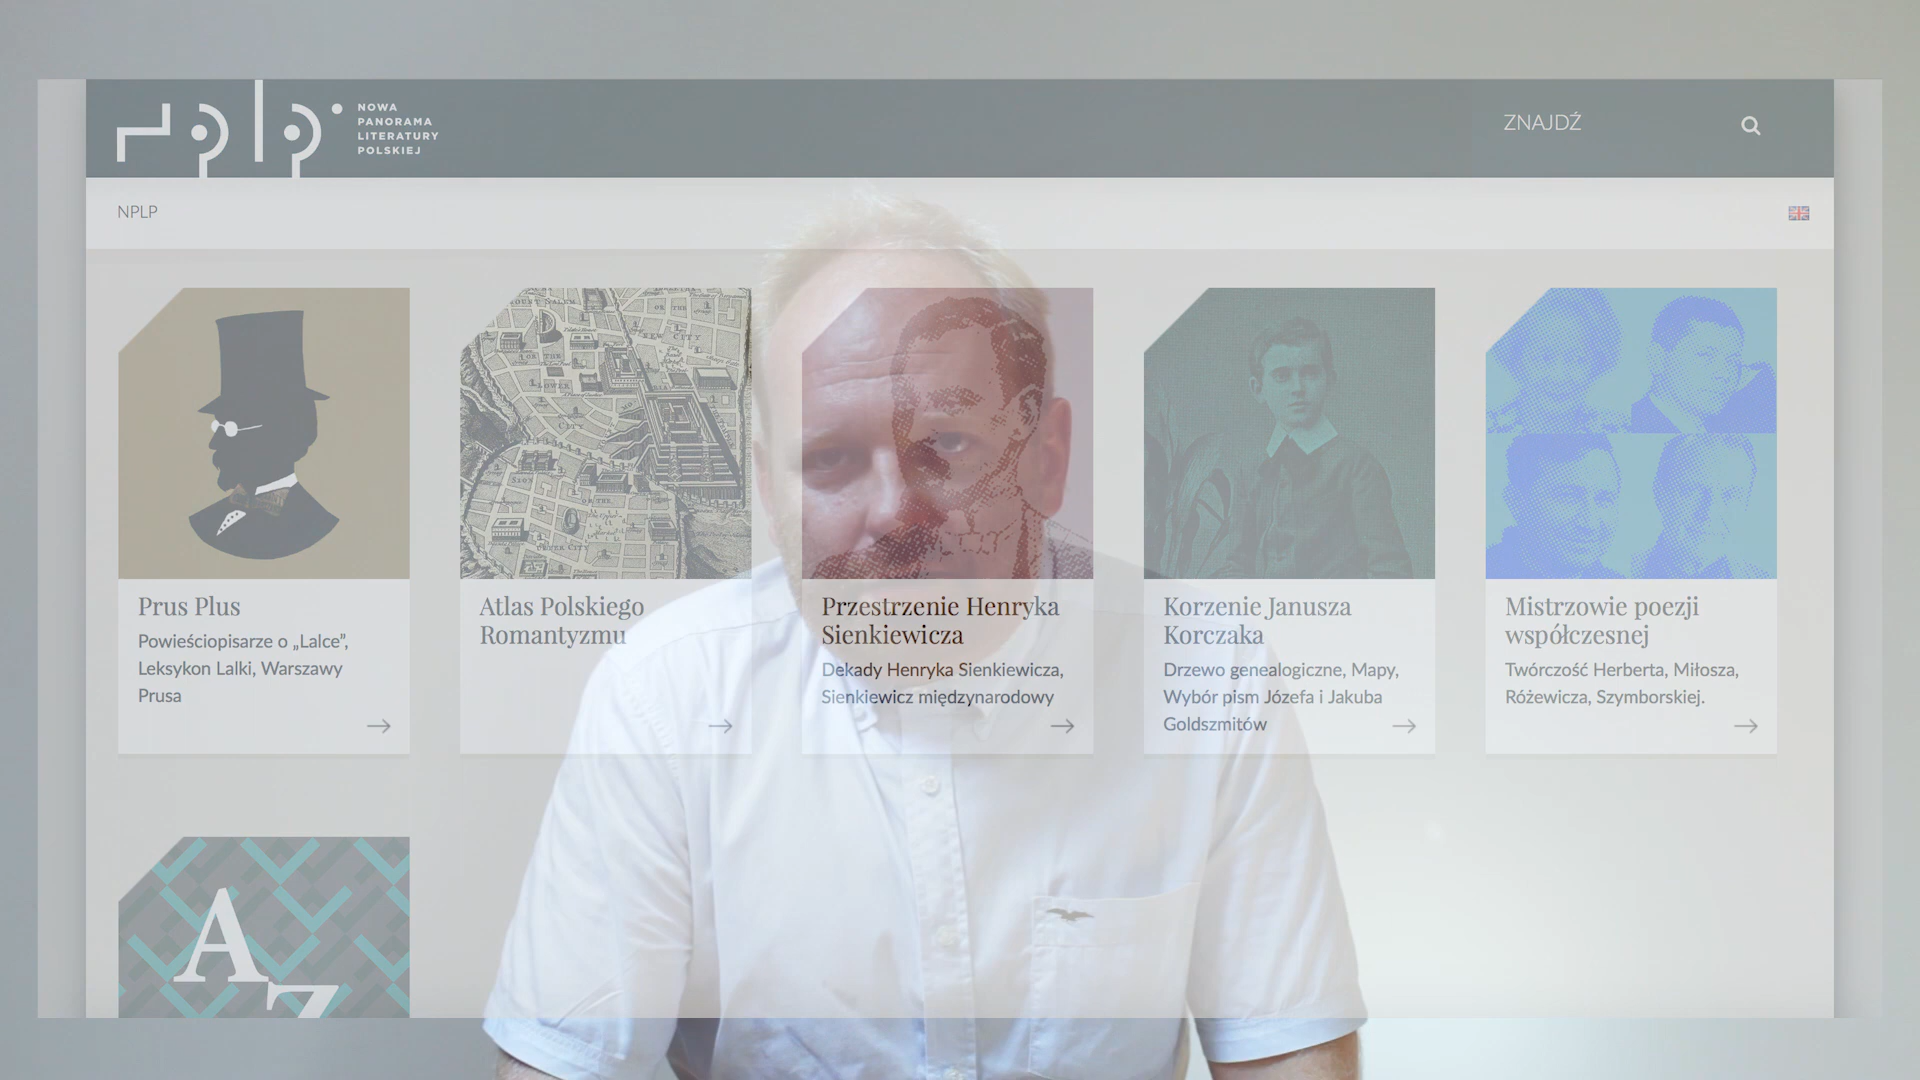 NOWA
PANORAMA
LITERATURY
POLSKIEJ
ZNAJDŹ
NPLP
Prus Plus
Powieściopisarze o „Lalce”,
Leksykon Lalki, Warszawy
Prusa
Atlas Polskiego
Romantyzmu
Przestrzenie Henryka
Sienkiewicza
Dekady Henryka Sienkiewicza,
Sienkiewicz międzynarodowy
Korzenie Janusza
Korczaka
Drzewo genealogiczne, Mapy,
Wybór pism Józefa i Jakuba
Goldszmitów
Mistrzowie poezji
współczesnej
Twórczość Herberta, Miłosza,
Różewicza, Szymborskiej.
A
Z